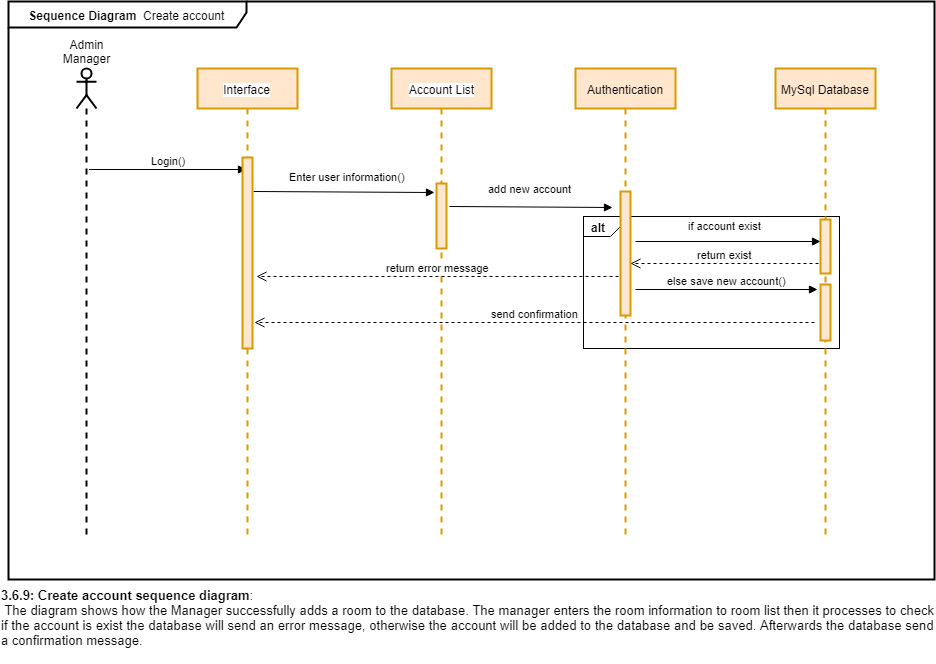 Sequence Diagram Create account
Admin
Manager
Interface
Account List
Authentication
MySql Database
Login()
Enter user information()
add new account
alt
if account exist
return exist
return error message
else save new account()
send confirmation
3.6.9: Create account sequence diagram:
The diagram shows how the Manager successfully adds a room to the database. The manager enters the room information to room list then it processes to check
if the account is exist the database will send an error message, otherwise the account will be added to the database and be saved. Afterwards the database send
a confirmation message.